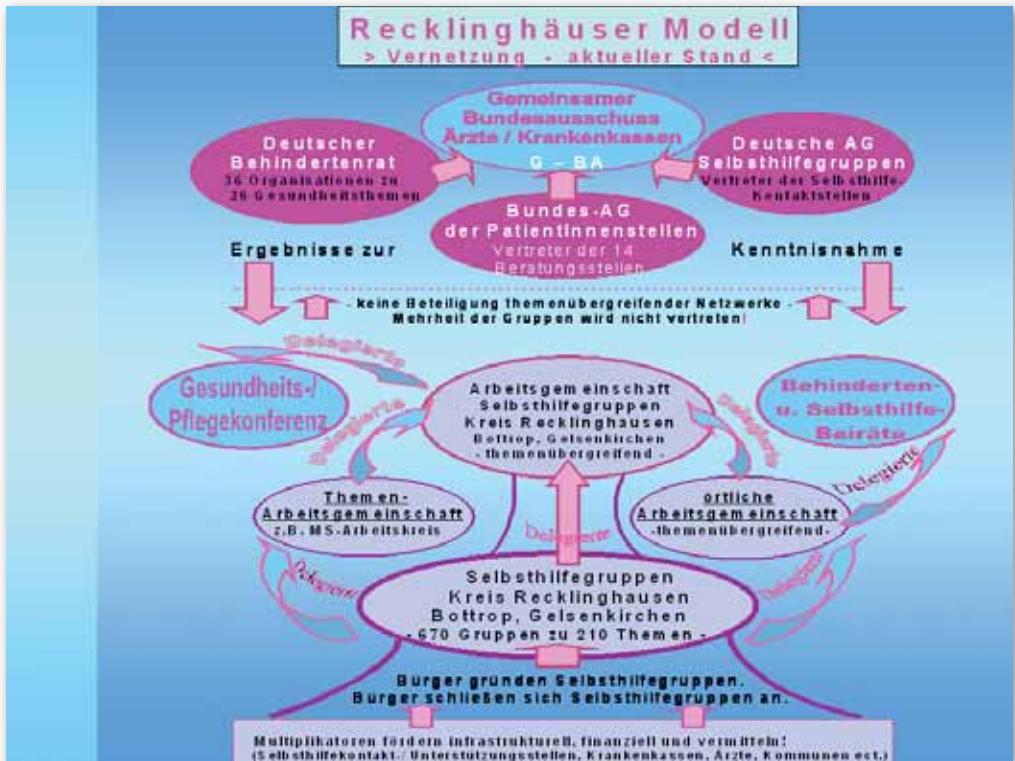 Recklinghäuser Modell
> Vernetzung - aktueller Stand <
Gemeinsamer
Bundesausschuss
Ärzte / Krankenkassen
G – BA
Deutscher
Behindertenrat
36 Organisationen zu
26 Gesundheitsthemen
Deutsche AG
Selbsthilfegruppen
Vertreter der Selbsthilfe-
Kontaktstellen
Bundes-AG
der PatientInnenstellen
Vertreter der 14
Beratungsstellen
Ergebnisse zur
Kenntnisnahme
- keine Beteiligung themenübergreifender Netzwerke -
Mehrheit der Gruppen wird nicht vertreten!
Delegierte
Gesundheits-/
Pflegekonferenz
Arbeitsgemeinschaft
Selbsthilfegruppen
Kreis Recklinghausen
Bottrop, Gelsenkirchen
- themenübergreifend -
Behinderten-
u. Selbsthilfe-
Beiräte
Delegierte
Delegierte
Delegierte
Themen-
Arbeitsgemeinschaft
z.B. MS-Arbeitskreis
örtliche
Arbeitsgemeinschaft
-themenübergreifend-
Delegierte
Delegierte
Delegierte
Selbsthilfegruppen
Kreis Recklinghausen
Bottrop, Gelsenkirchen
- 670 Gruppen zu 210 Themen -
Bürger gründen Selbsthilfegruppen.
Bürger schließen sich Selbsthilfegruppen an.
Multiplikatoren fördern infrastrukturell, finanziell und vermitteln!
(Selbsthilfekontakt-/ Unterstützungsstellen, Krankenkassen, Ärzte, Kommunen ect.)